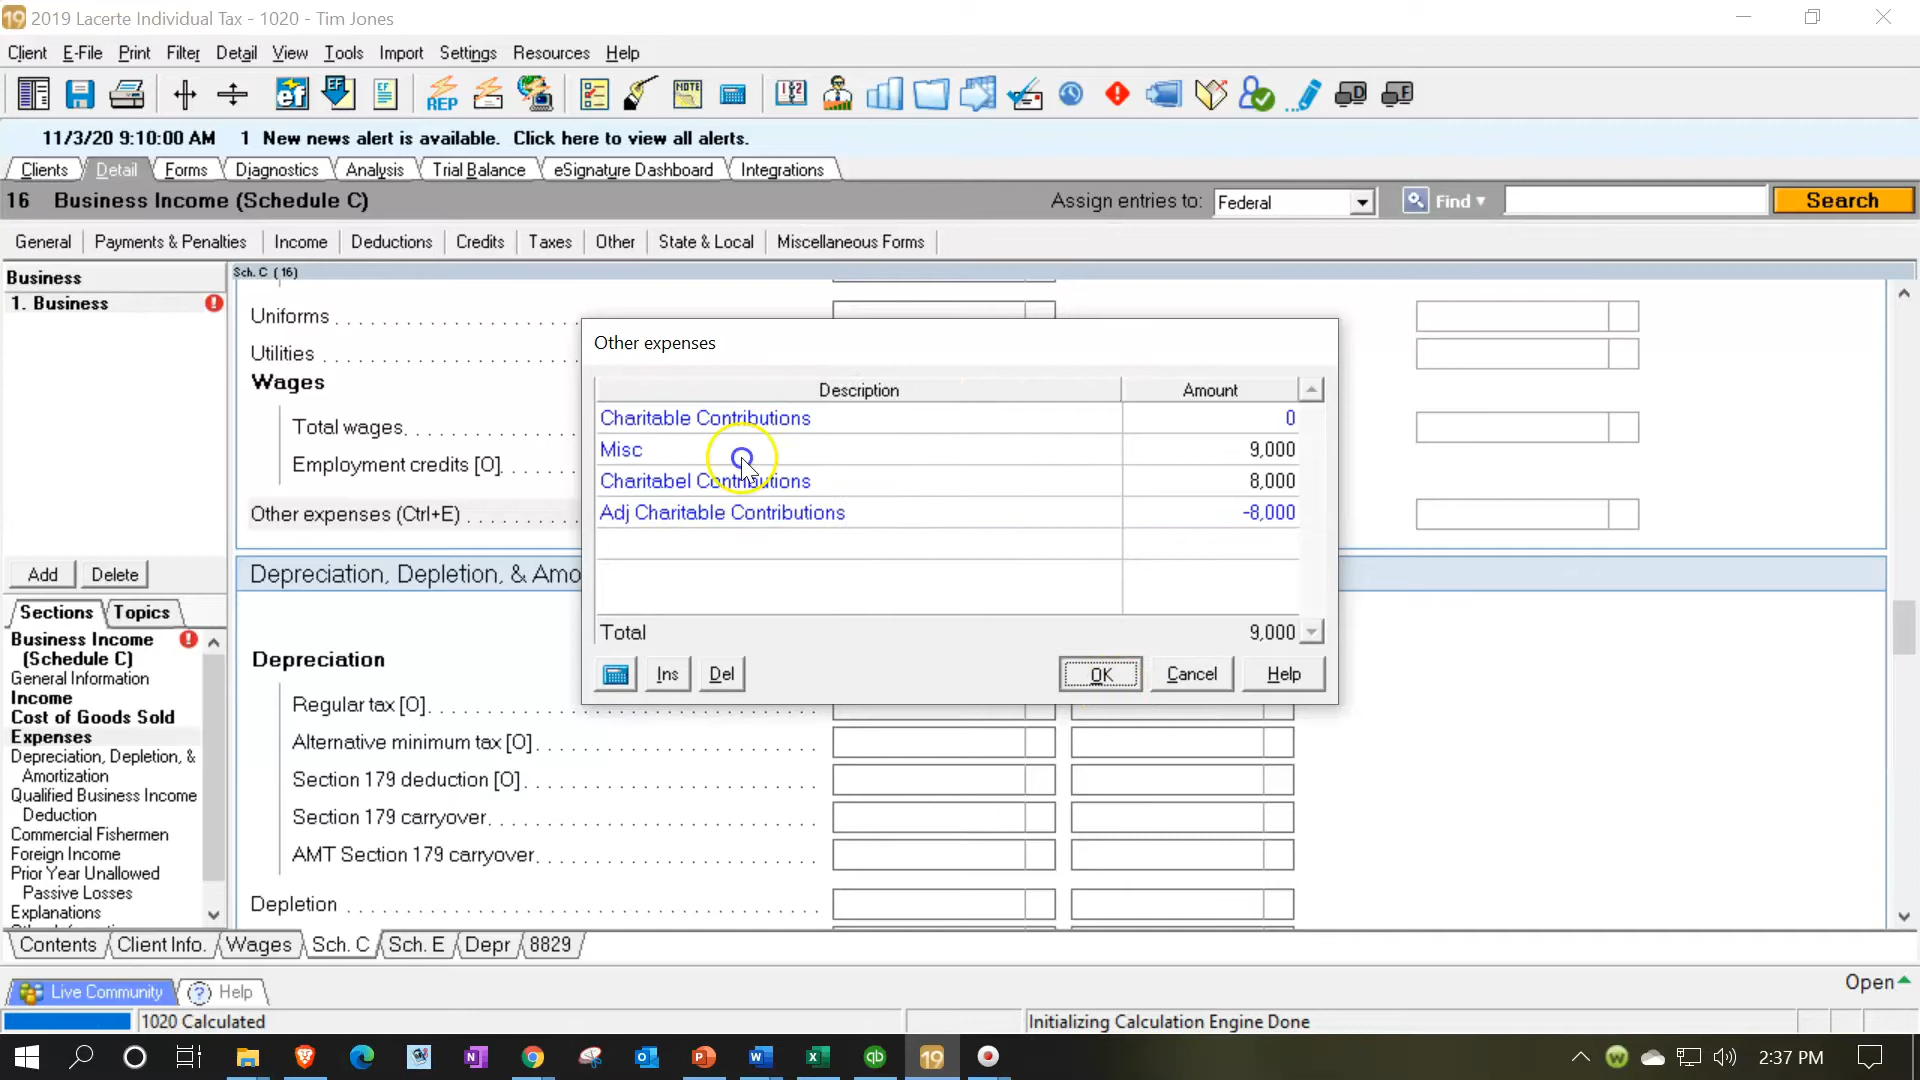 19 2019 Lacerte Individual Tax - 1020 - Tim Jones
Client E-File Print Filter Detail View Tools Import Settings Resources Help
ef EF EF REP NOTE D F
11/3/20 9:10:00 AM 1 New news alert is available. Click here to view all alerts.
Clients Detail Forms Diagnostics Analysis Trial Balance eSignature Dashboard Integrations
16 Business Income (Schedule C) Assign entries to: Federal Find Search
General Payments & Penalties Income Deductions Credits Taxes Other State & Local Miscellaneous Forms
Business
1. Business
Add Delete
Sections Topics
Business Income
(Schedule C)
General Information
Income
Cost of Goods Sold
Expenses
Depreciation, Depletion, &
Amortization
Qualified Business Income
Deduction
Commercial Fishermen
Foreign Income
Prior Year Unallowed
Passive Losses
Explanations
Sch. C (16)
Uniforms
Utilities
Wages
Total wages
Employment credits [O]
Other expenses (Ctrl+E)
Depreciation, Depletion, & Amo
Depreciation
Regular tax [O]
Alternative minimum tax [O]
Section 179 deduction [O]
Section 179 carryover
AMT Section 179 carryover
Depletion
Other expenses
Description Amount
Charitable Contributions 0
Misc 9,000
Charitabel Contributions 8,000
Adj Charitable Contributions -8,000
Total 9,000
Ins Del OK Cancel Help
Contents Client Info. Wages Sch. C Sch. E Depr 8829
Live Community ? Help Open
1020 Calculated Initializing Calculation Engine Done
2:37 PM